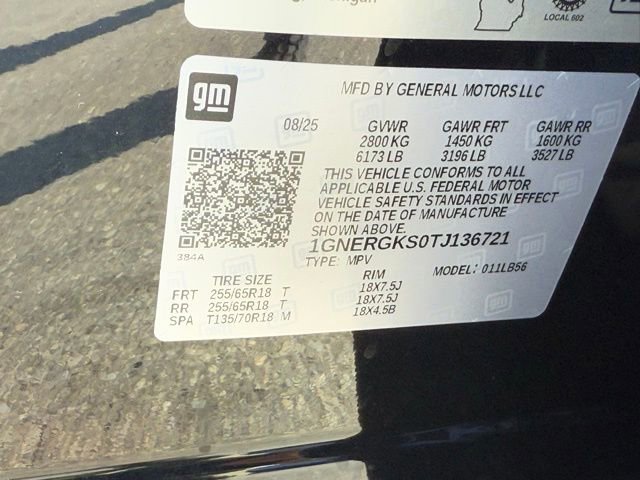 LOCAL 602
gm
MFD BY GENERAL MOTORS LLC
08/25 GVWR GAWR FRT GAWR RR
2800 KG 1450 KG 1600 KG
6173 LB 3196 LB 3527 LB
THIS VEHICLE CONFORMS TO ALL
APPLICABLE U.S. FEDERAL MOTOR
VEHICLE SAFETY STANDARDS IN EFFECT
ON THE DATE OF MANUFACTURE
SHOWN ABOVE.
384A
1GNERGKS0TJ136721
TYPE: MPV MODEL: 011LB56
TIRE SIZE RIM
FRT 255/65R18 T 18X7.5J
RR 255/65R18 T 18X7.5J
SPA T135/70R18 M 18X4.5B